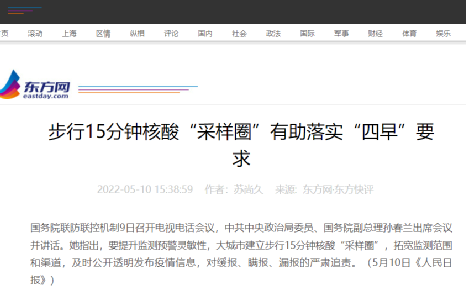 首页 滚动 上海 区情 纵横 评论 国内 社会 政法 国际 军事 财经 体育 娱乐
东方网
eastday.com
步行15分钟核酸“采样圈”有助落实“四早”要
求
2022-05-10 15:38:59 作者：苏尚久 来源：东方网·东方快评
国务院联防联控机制9日召开电视电话会议，中共中央政治局委员、国务院副总理孙春兰出席会议
并讲话。她指出，要提升监测预警灵敏性，大城市建立步行15分钟核酸“采样圈”，拓宽监测范围
和渠道，及时公开透明发布疫情信息，对缓报、瞒报、漏报的严肃追责。（5月10日《人民日
报》）